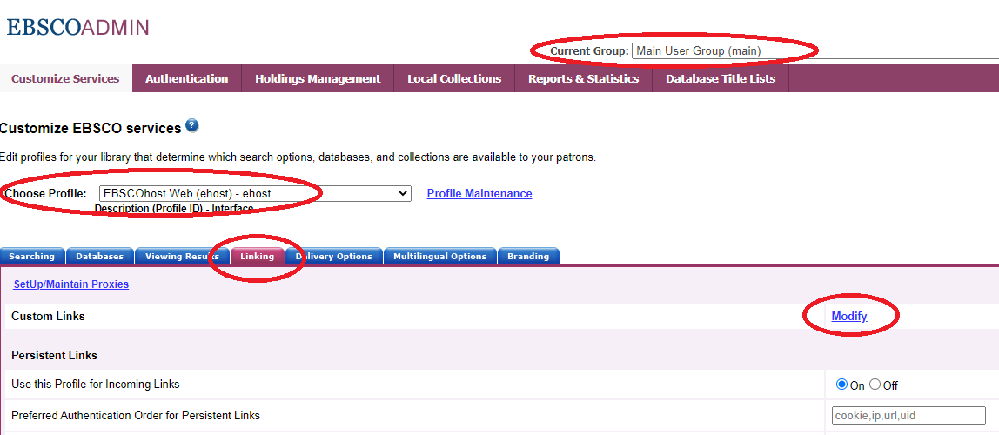 EBSCOADMIN
Current Group: Main User Group (main)
Customize Services Authentication Holdings Management Local Collections Reports & Statistics Database Title Lists
Customize EBSCO services ?
Edit profiles for your library that determine which search options, databases, and collections are available to your patrons.
Choose Profile: EBSCOhost Web (ehost) - ehost Profile Maintenance
Description (Profile ID) - Interface
Searching Databases Viewing Results Linking Delivery Options Multilingual Options Branding
SetUp/Maintain Proxies
Custom Links Modify
Persistent Links
Use this Profile for Incoming Links On Off
Preferred Authentication Order for Persistent Links cookie,ip,url,uid